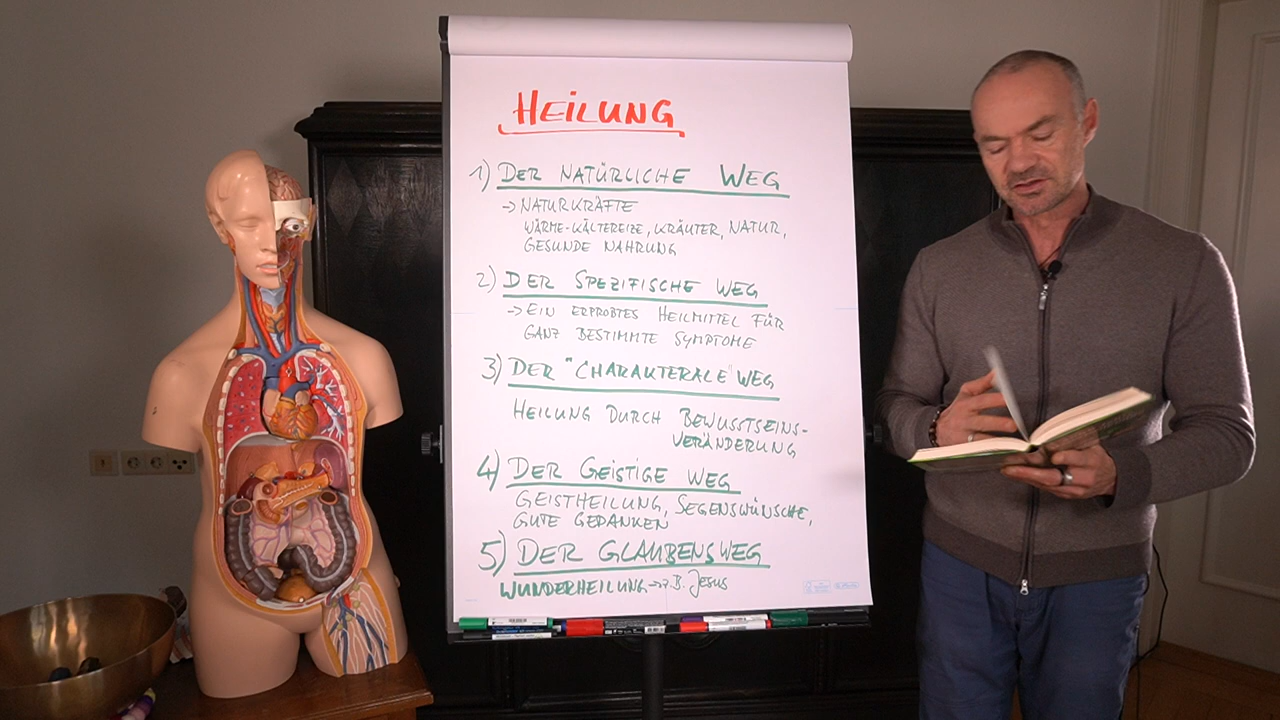 HEILUNG
1) DER NATÜRLICHE WEG
→ NATURKRÄFTE
WÄRME-KÄLTEREIZE, KRÄUTER, NATUR,
GESUNDE NAHRUNG
2) DER SPEZIFISCHE WEG
→ EIN ERPROBTES HEILMITTEL FÜR
GANZ BESTIMMTE SYMPTOME
3) DER "CHARAKTERALE" WEG
HEILUNG DURCH BEWUSSTSEINS-
VERÄNDERUNG
4) DER GEISTIGE WEG
GEISTHEILUNG, SEGENSWÜNSCHE,
GUTE GEDANKEN
5) DER GLAUBENSWEG
WUNDERHEILUNG → z.B. JESUS